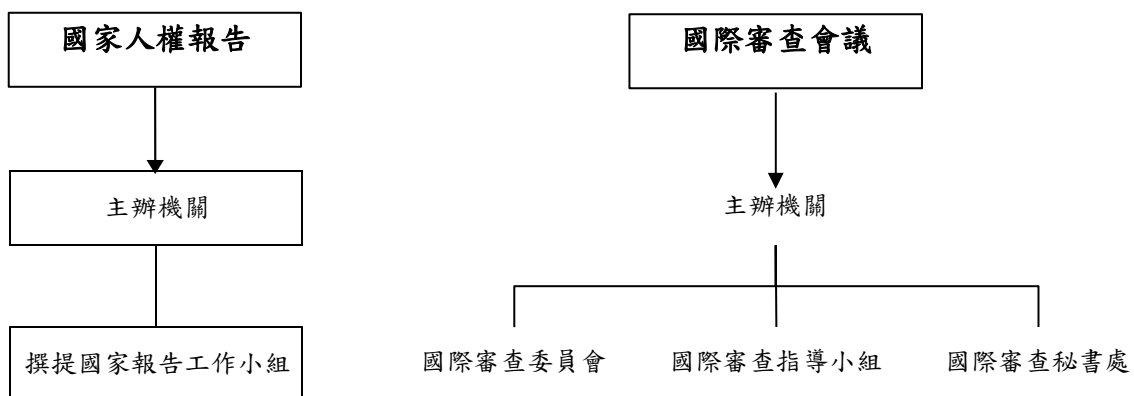 國家人權報告
國際審查會議
主辦機關
主辦機關
撰提國家報告工作小組
國際審查委員會
國際審查指導小組
國際審查秘書處